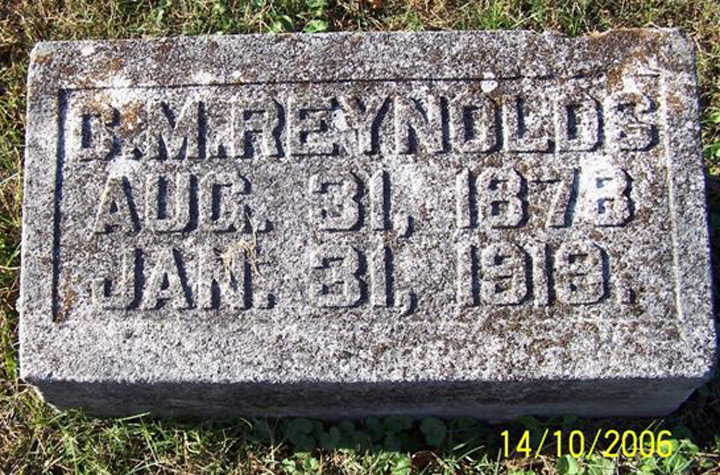 C.M.REYNOLDS
AUG. 31, 1878
JAN. 31, 1918.
14/10/2006